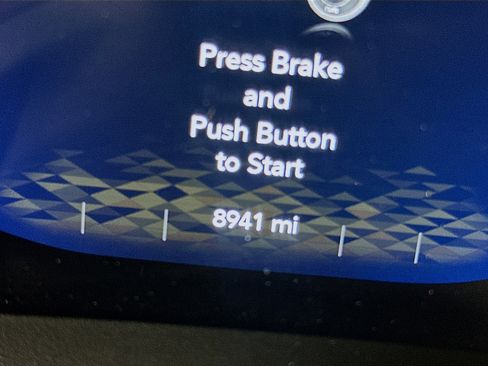 Press Brake
and
Push Button
to Start
8941 mi